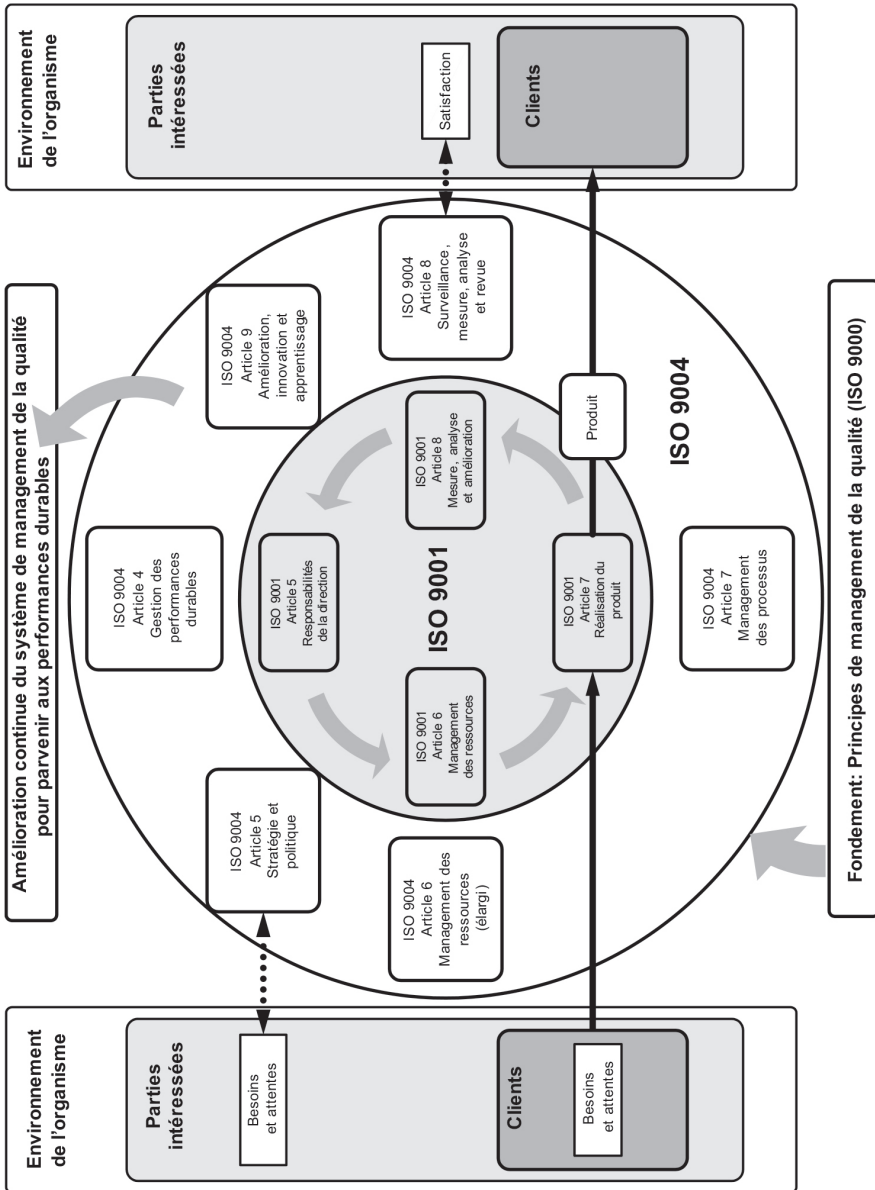 Amélioration continue du système de management de la qualité
pour parvenir aux performances durables
Environnement
de l'organisme
Parties
intéressées
Besoins
et attentes
Clients
Besoins
et attentes
ISO 9004
Article 5
Stratégie et
politique
ISO 9004
Article 4
Gestion des
performances
durables
ISO 9004
Article 9
Amélioration,
innovation et
apprentissage
ISO 9004
Article 6
Management des
ressources
(élargi)
ISO 9001
Article 5
Responsabilités
de la direction
ISO 9001
Article 6
Management
des ressources
ISO 9001
ISO 9001
Article 8
Mesure, analyse
et amélioration
ISO 9004
Article 8
Surveillance,
mesure, analyse
et revue
ISO 9001
Article 7
Réalisation du
produit
Produit
ISO 9004
Article 7
Management
des processus
ISO 9004
Environnement
de l'organisme
Parties
intéressées
Satisfaction
Clients
Fondement: Principes de management de la qualité (ISO 9000)